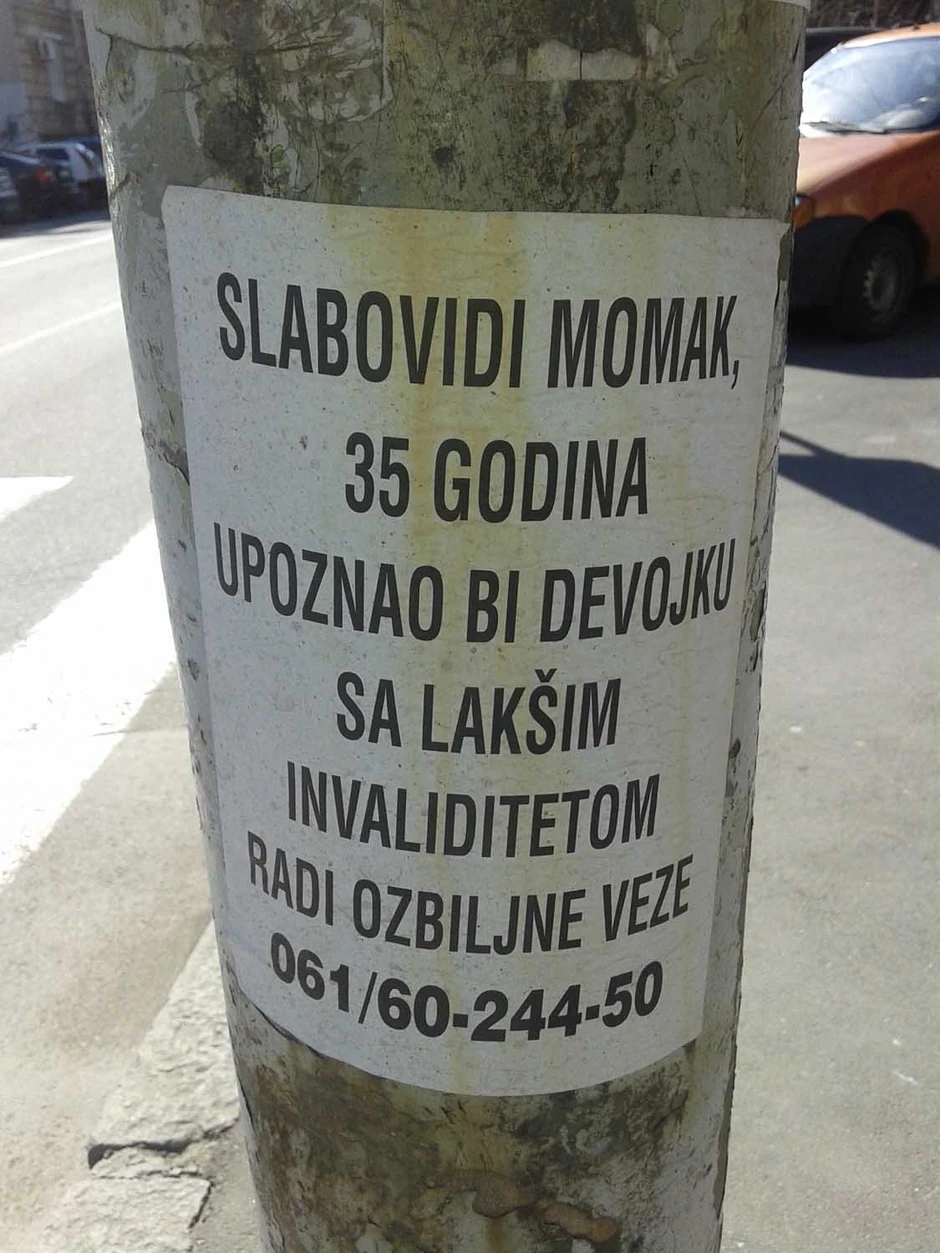 SLABOVIDI MOMAK,
35 GODINA
UPOZNAO BI DEVOJKU
SA LAKŠIM
INVALIDITETOM
RADI OZBILJNE VEZE
061/60-244-50